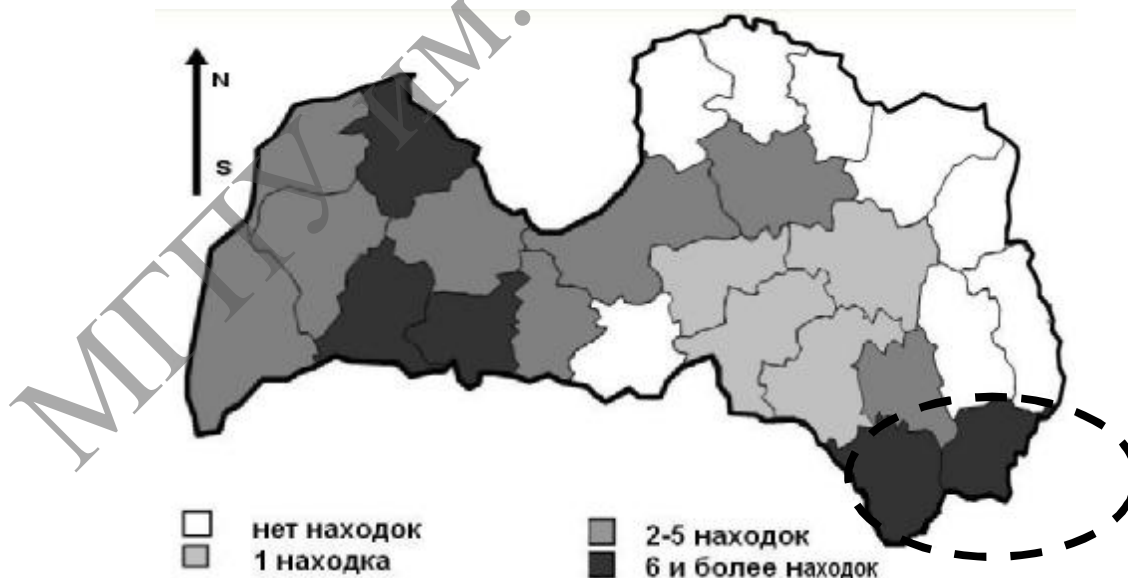 МГПУ им.
N
S
нет находок
1 находка
2-5 находок
6 и более находок